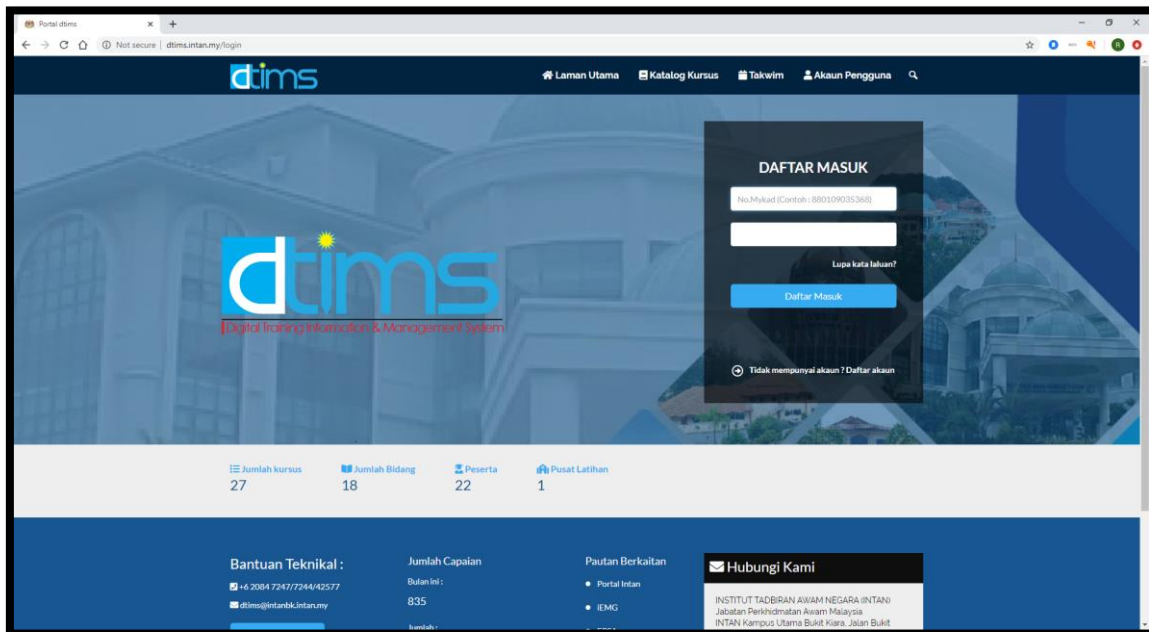 Portal dtims
Not secure | dtims.intan.my/login
dtims
Laman Utama
Katalog Kursus
Takwim
Akaun Pengguna
DAFTAR MASUK
No.Mykad (Contoh : 880109035368)
Lupa kata laluan?
Daftar Masuk
Tidak mempunyai akaun ? Daftar akaun
dtims
Digital Training Information & Management System
Jumlah kursus
27
Jumlah Bidang
18
Peserta
22
Pusat Latihan
1
Bantuan Teknikal :
+6 2084 7247/7244/42577
dtims@intanbk.intan.my
Jumlah Capaian
Bulan ini :
835
Jumlah :
Pautan Berkaitan
Portal Intan
IEMG
Hubungi Kami
INSTITUT TADBIRAN AWAM NEGARA (INTAN)
Jabatan Perkhidmatan Awam Malaysia
INTAN Kampus Utama Bukit Kiara, Jalan Bukit